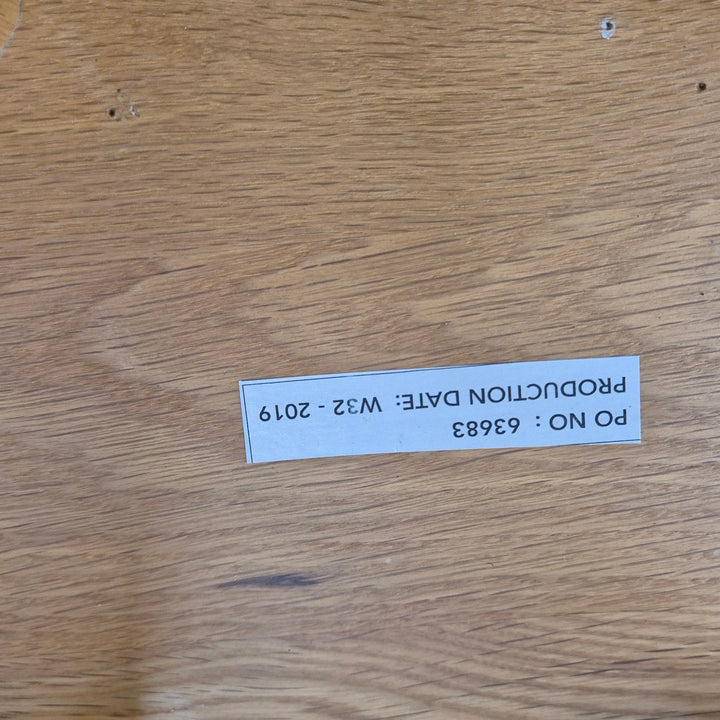 PO NO : 63683
PRODUCTION DATE: W32 - 2019